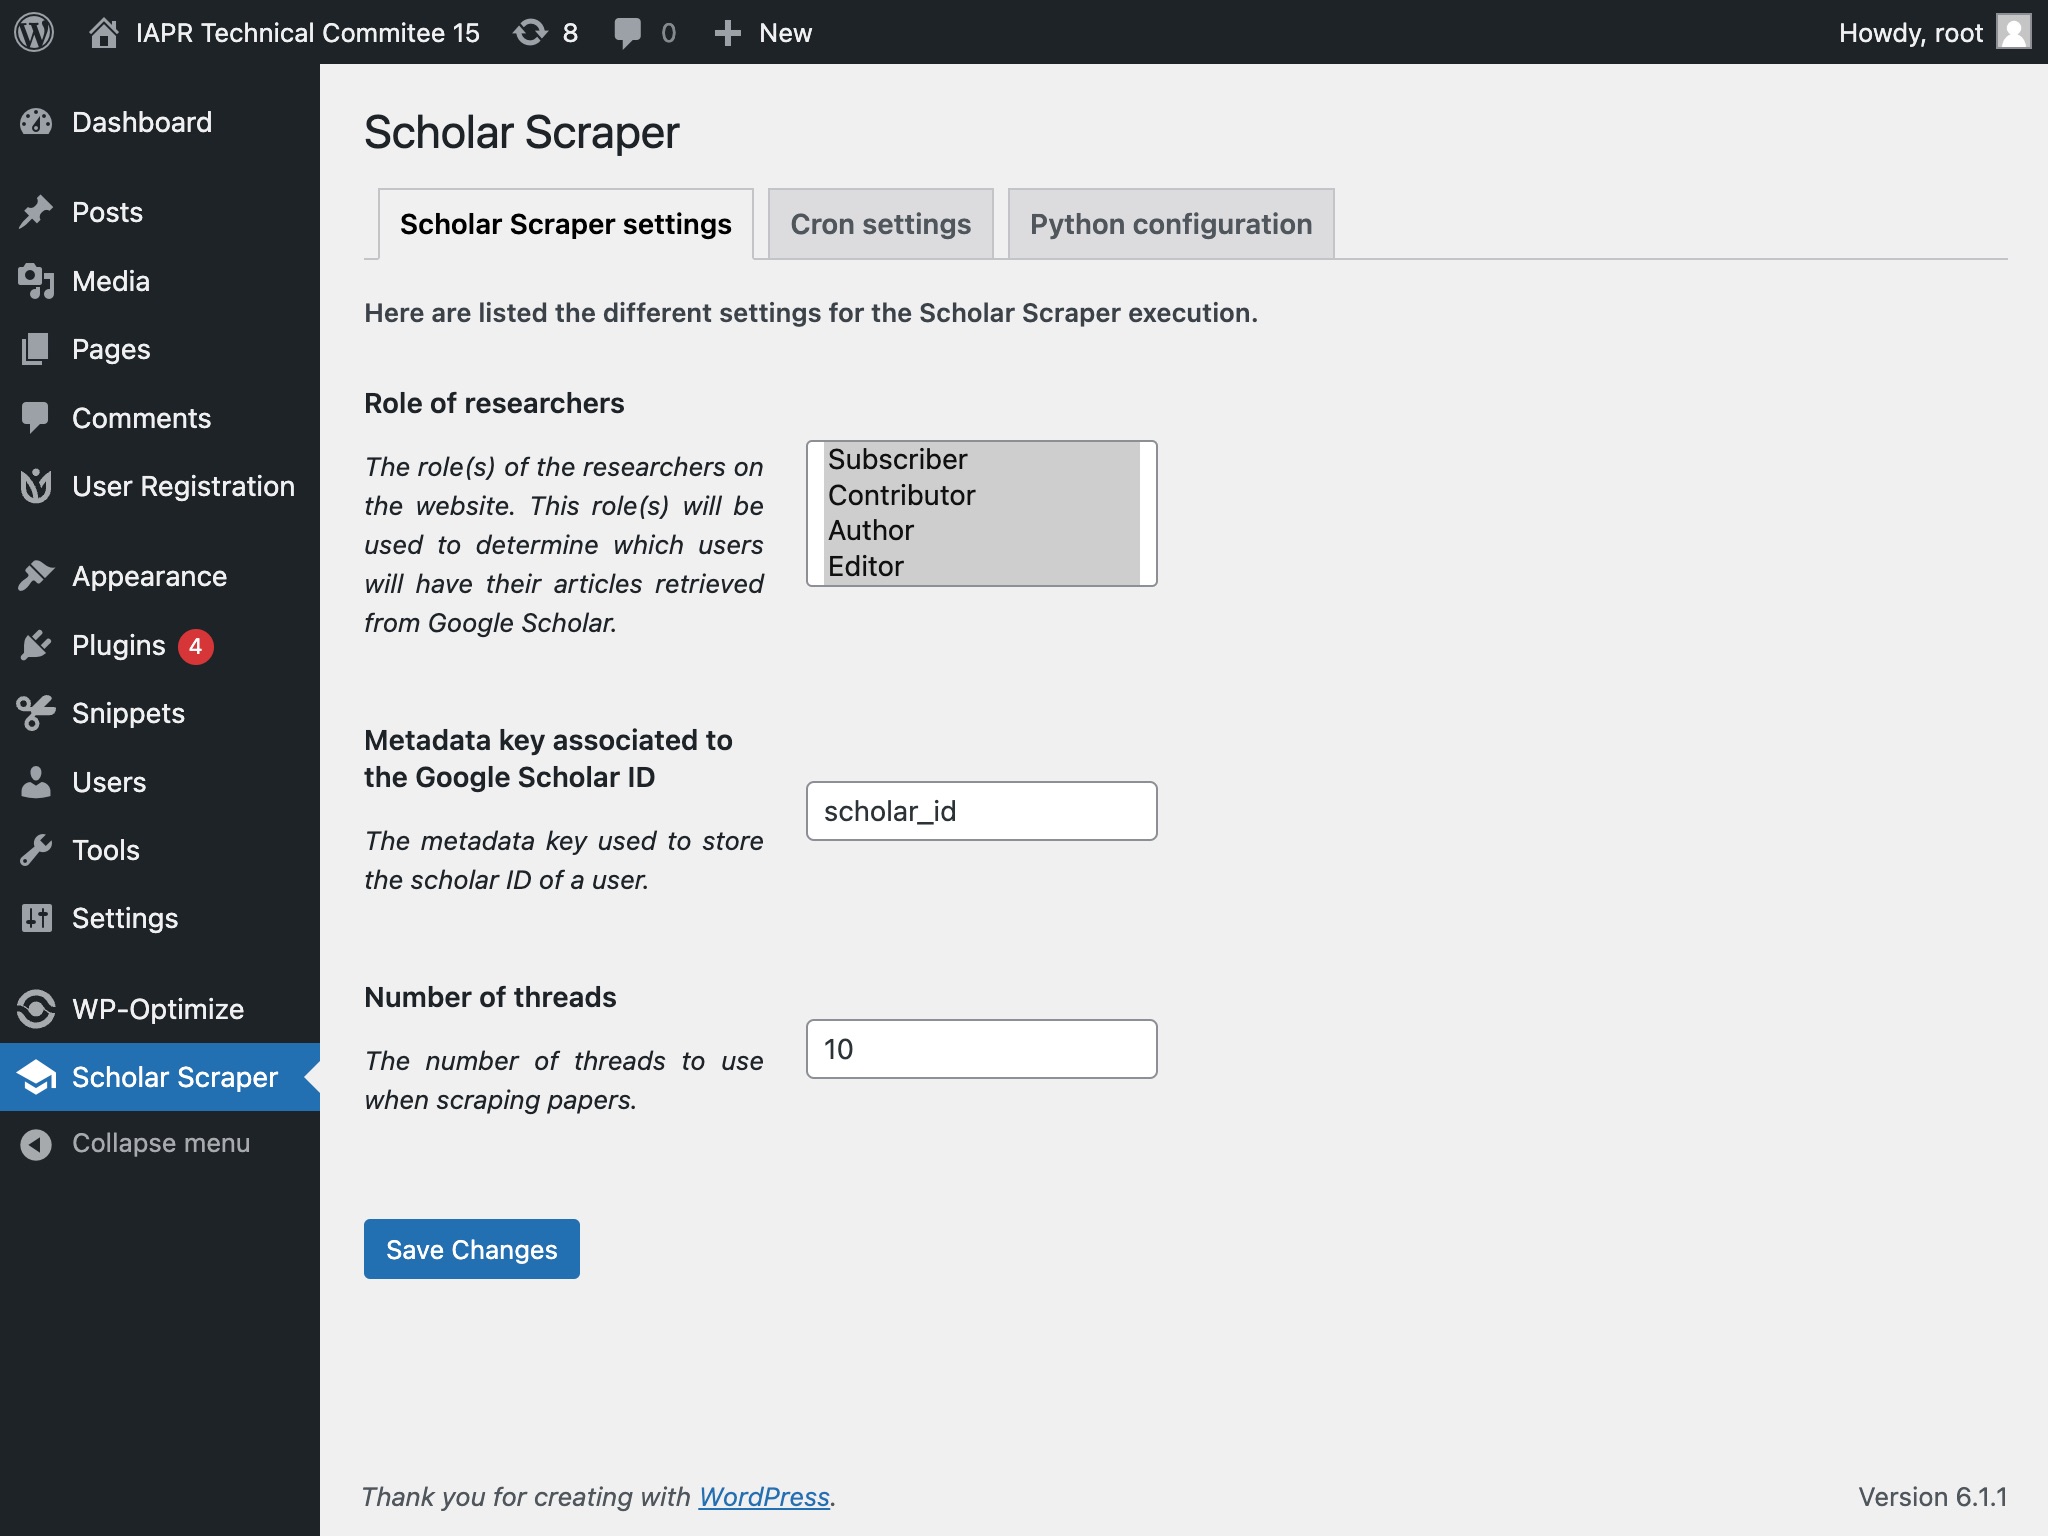 IAPR Technical Commitee 15
8
0
New
Howdy, root
Dashboard
Posts
Media
Pages
Comments
User Registration
Appearance
Plugins 4
Snippets
Users
Tools
Settings
WP-Optimize
Scholar Scraper
Collapse menu
Scholar Scraper
Scholar Scraper settings
Cron settings
Python configuration
Here are listed the different settings for the Scholar Scraper execution.
Role of researchers
The role(s) of the researchers on
the website. This role(s) will be
used to determine which users
will have their articles retrieved
from Google Scholar.
Subscriber
Contributor
Author
Editor
Metadata key associated to
the Google Scholar ID
The metadata key used to store
the scholar ID of a user.
scholar_id
Number of threads
The number of threads to use
when scraping papers.
10
Save Changes
Thank you for creating with WordPress.
Version 6.1.1